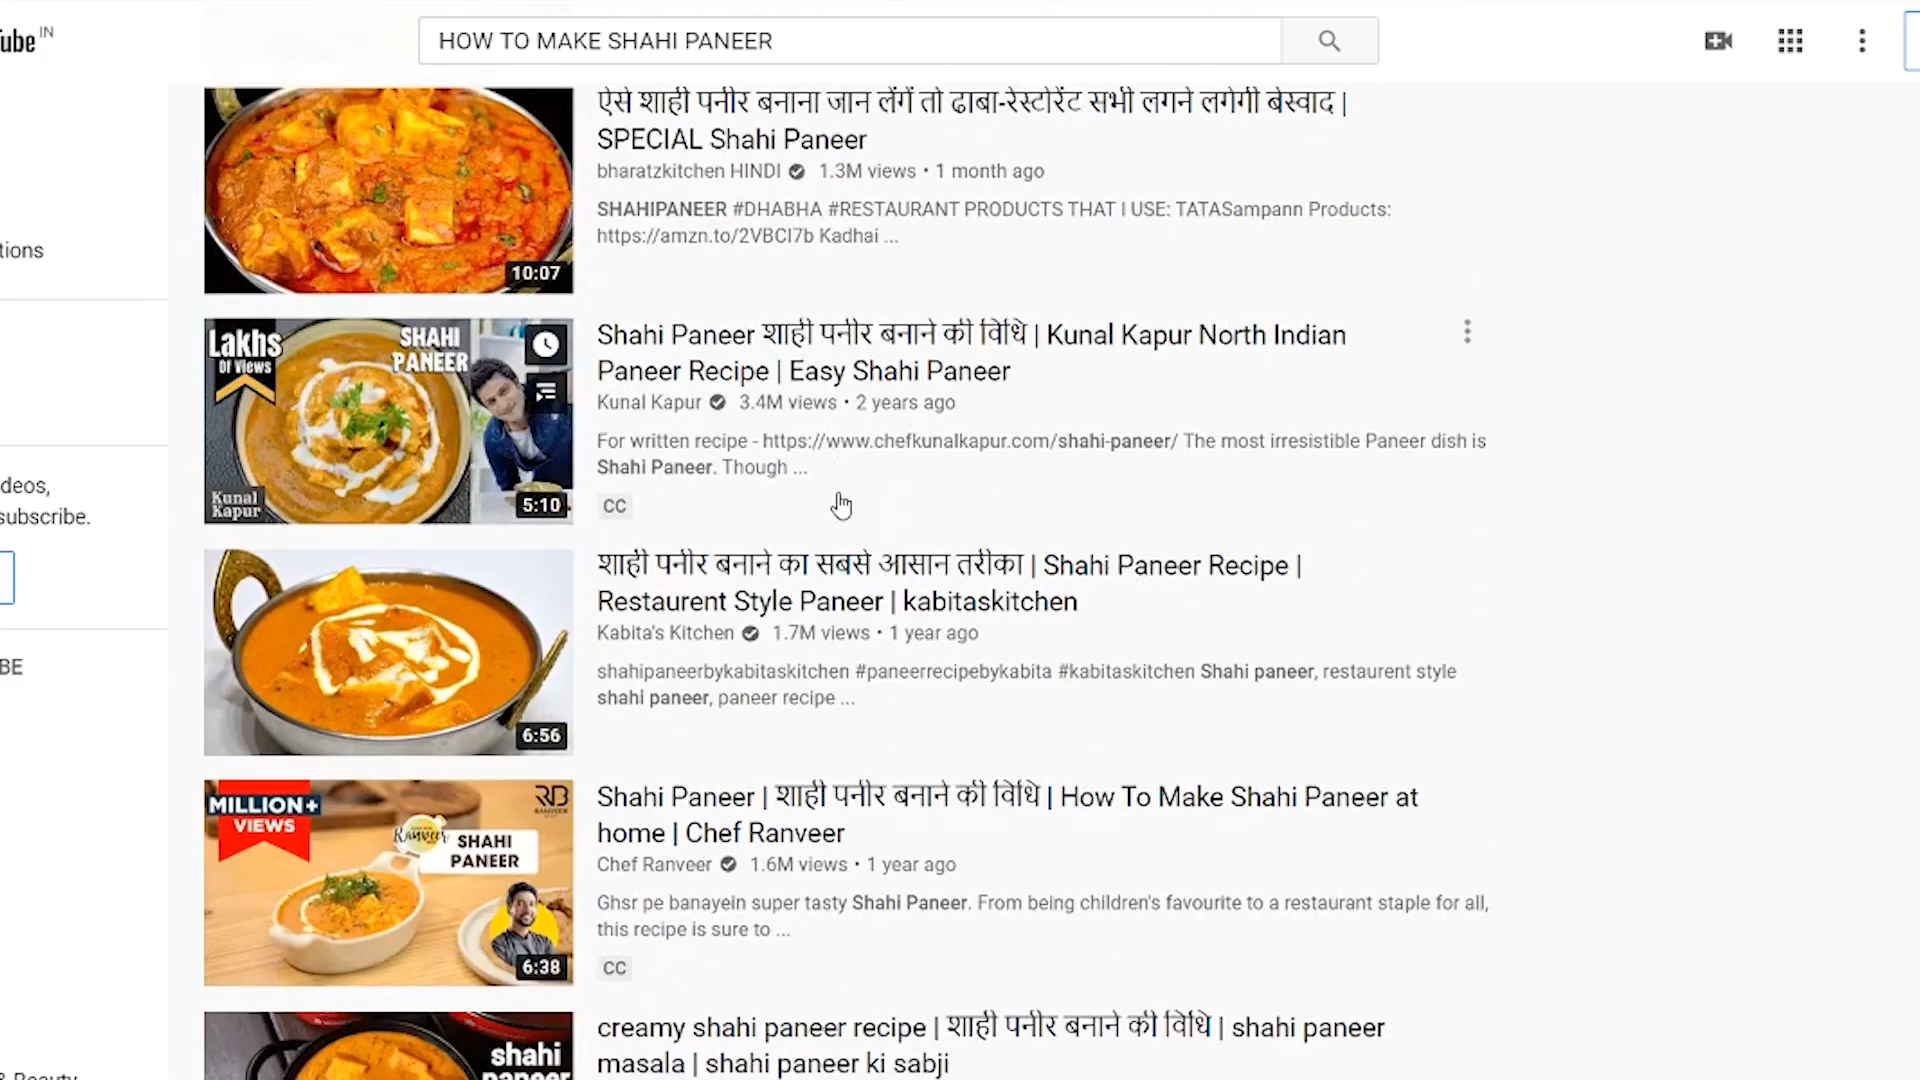 ube IN
HOW TO MAKE SHAHI PANEER
ऐसे शाही पनीर बनाना जान लेंगें तो ढाबा-रेस्टोरेंट सभी लगने लगेगी बेस्वाद |
SPECIAL Shahi Paneer
bharatzkitchen HINDI 1.3M views • 1 month ago
SHAHIPANEER #DHABHA #RESTAURANT PRODUCTS THAT I USE: TATASampann Products:
https://amzn.to/2VBCl7b Kadhai ...
10:07
tions
Lakhs
Of Views
SHAHI
PANEER
Kunal
Kapur
5:10
Shahi Paneer शाही पनीर बनाने की विधि | Kunal Kapur North Indian
Paneer Recipe | Easy Shahi Paneer
Kunal Kapur 3.4M views • 2 years ago
For written recipe - https://www.chefkunalkapur.com/shahi-paneer/ The most irresistible Paneer dish is
Shahi Paneer. Though ...
CC
deos,
subscribe.
शाही पनीर बनाने का सबसे आसान तरीका | Shahi Paneer Recipe |
Restaurent Style Paneer | kabitaskitchen
Kabita's Kitchen 1.7M views • 1 year ago
shahipaneerbykabitaskitchen #paneerrecipebykabita #kabitaskitchen Shahi paneer, restaurent style
shahi paneer, paneer recipe ...
6:56
BE
MILLION+
VIEWS
RB
Ranveer
SHAHI
PANEER
6:38
Shahi Paneer | शाही पनीर बनाने की विधि | How To Make Shahi Paneer at
home | Chef Ranveer
Chef Ranveer 1.6M views • 1 year ago
Ghsr pe banayein super tasty Shahi Paneer. From being children's favourite to a restaurant staple for all,
this recipe is sure to ...
CC
shahi
paneer
creamy shahi paneer recipe | शाही पनीर बनाने की विधि | shahi paneer
masala | shahi paneer ki sabji
& Beauty